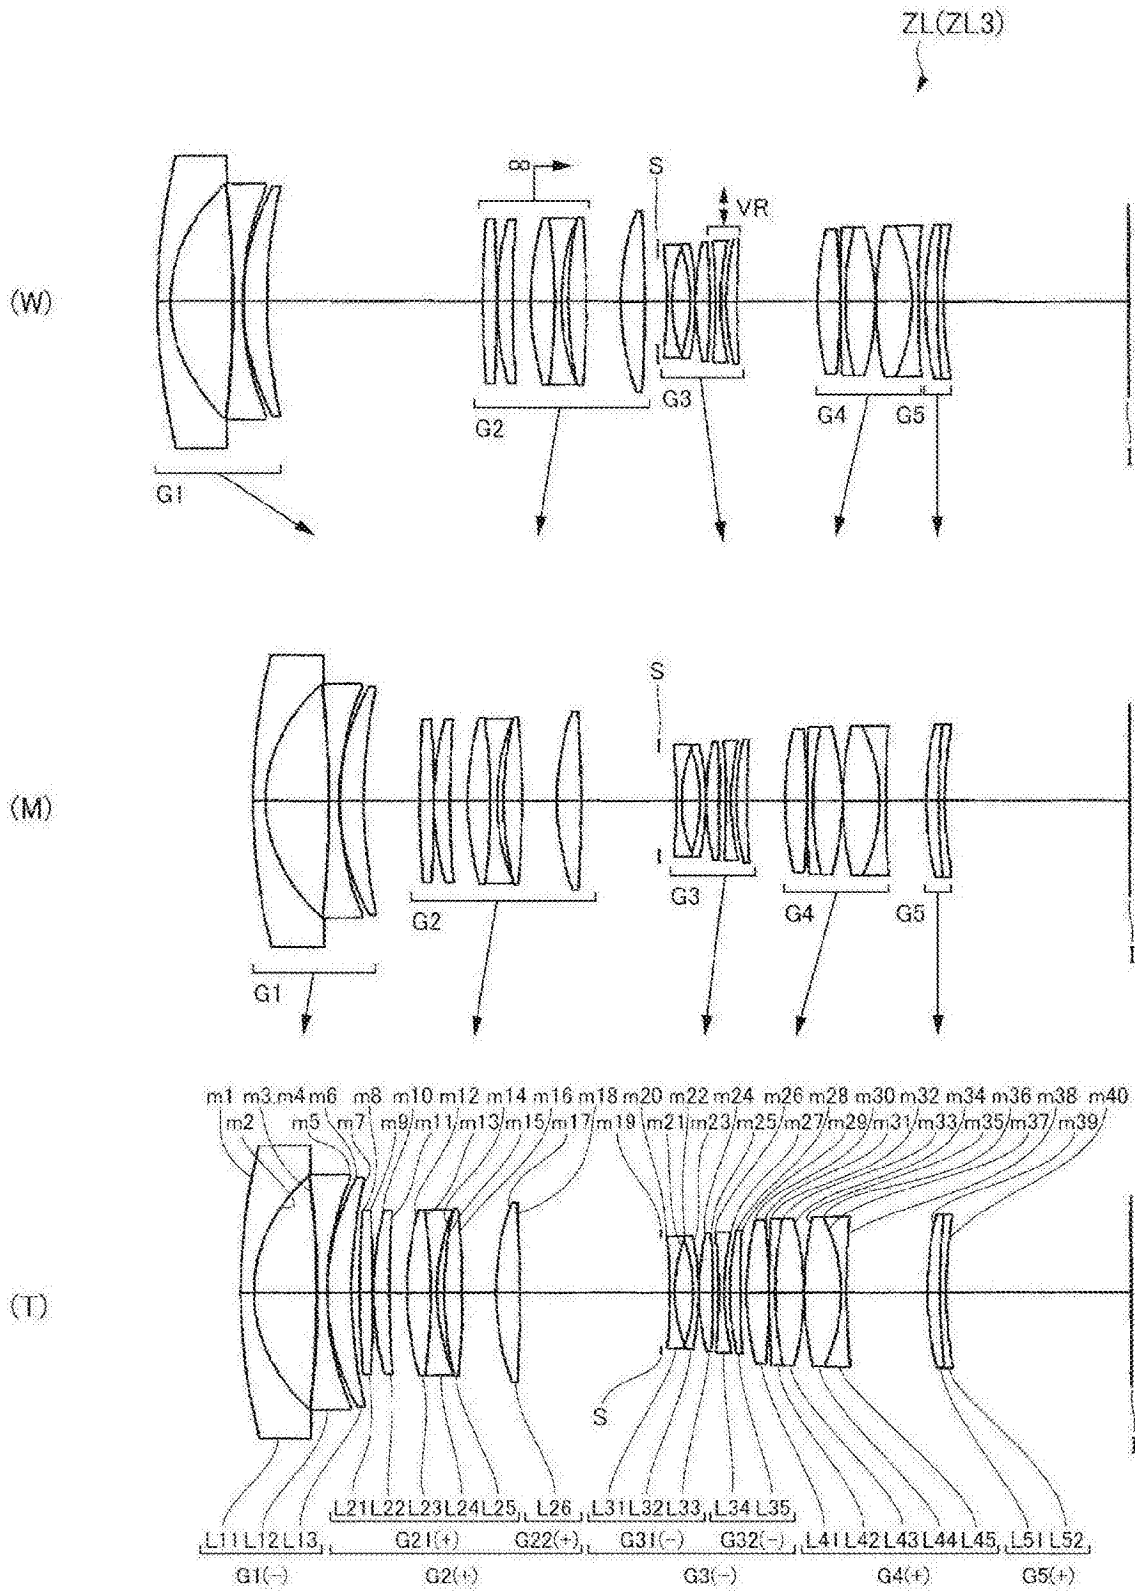 ZL(ZL3)
∞
S
VR
(W)
G3
G4
G5
G2
G1
I
S
(M)
G3
G4
G5
G2
G1
I
m1 m3 m4 m6 m8 m10 m12 m14 m16 m18 m20 m22 m24 m26 m28 m30 m32 m34 m36 m38 m40
m2 m5 m7 m9 m11 m13 m15 m17 m19 m21 m23 m25 m27 m29 m31 m33 m35 m37 m39
(T)
S
I
L21 L22 L23 L24 L25 L26 L31 L32 L33 L34 L35
L11 L12 L13 G21(+) G22(+) G31(-) G32(-) L41 L42 L43 L44 L45 L51 L52
G1(-) G2(+) G3(-) G4(+) G5(+)